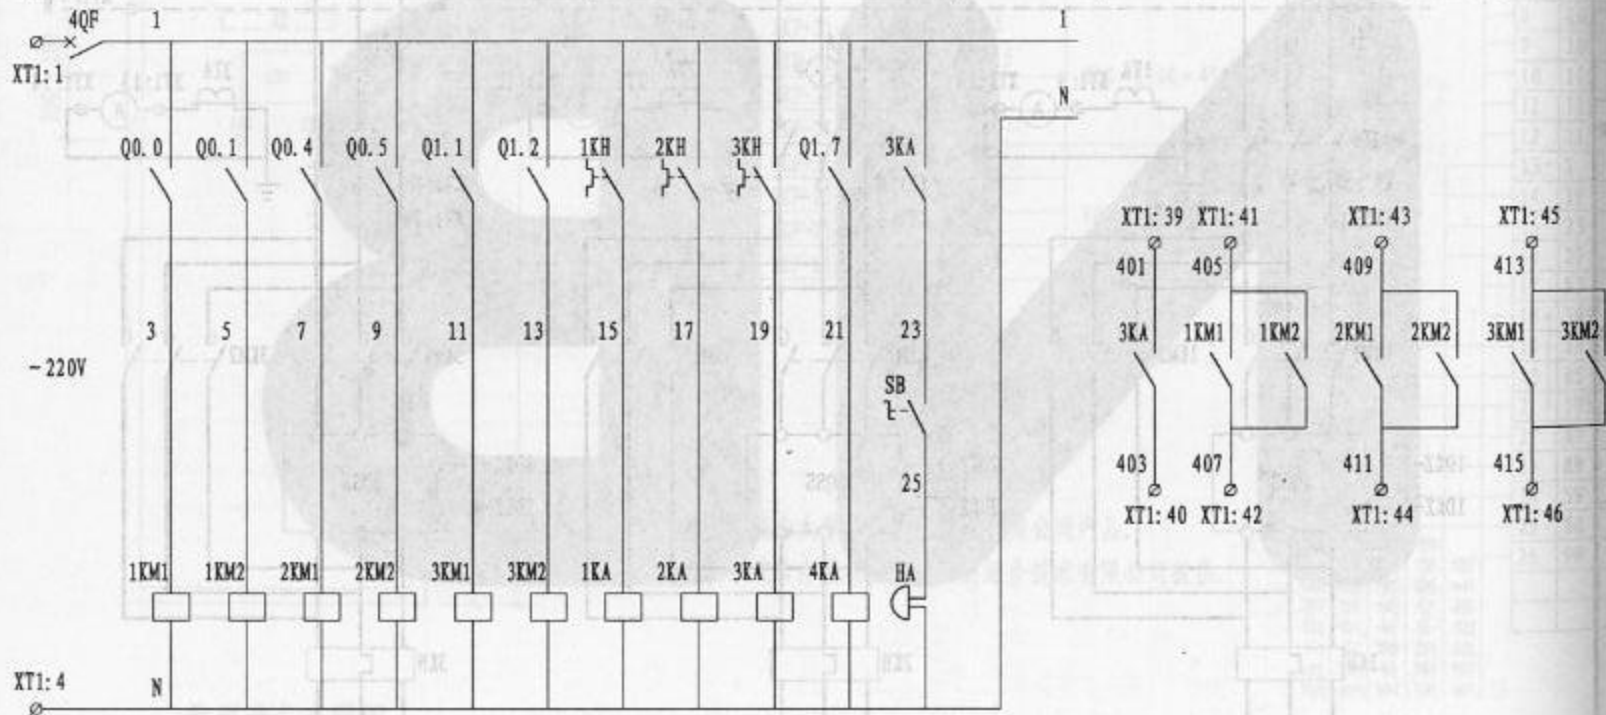 4QF 1 1
XT1:1
N
Q0.0 Q0.1 Q0.4 Q0.5 Q1.1 Q1.2 1KH 2KH 3KH Q1.7 3KA
XT1:39 XT1:41 XT1:43 XT1:45
401 405 409 413
3 5 7 9 11 13 15 17 19 21 23
3KA 1KM1 1KM2 2KM1 2KM2 3KM1 3KM2
~220V
SB
403 407 411 415
25
XT1:40 XT1:42 XT1:44 XT1:46
1KM1 1KM2 2KM1 2KM2 3KM1 3KM2 1KA 2KA 3KA 4KA HA
XT1:4 N